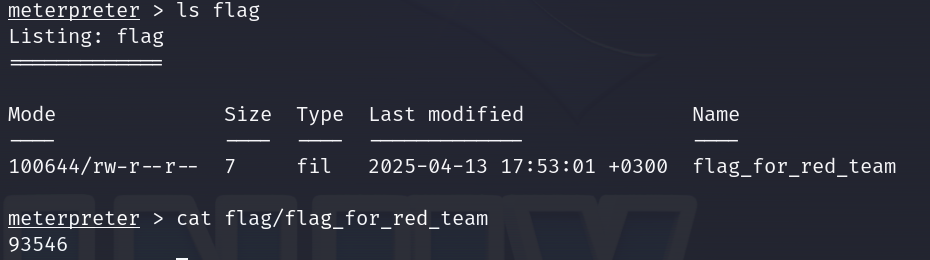 meterpreter > ls flag
Listing: flag
=============
Mode Size Type Last modified Name
---- ---- ---- ------------- ----
100644/rw-r--r-- 7 fil 2025-04-13 17:53:01 +0300 flag_for_red_team
meterpreter > cat flag/flag_for_red_team
93546